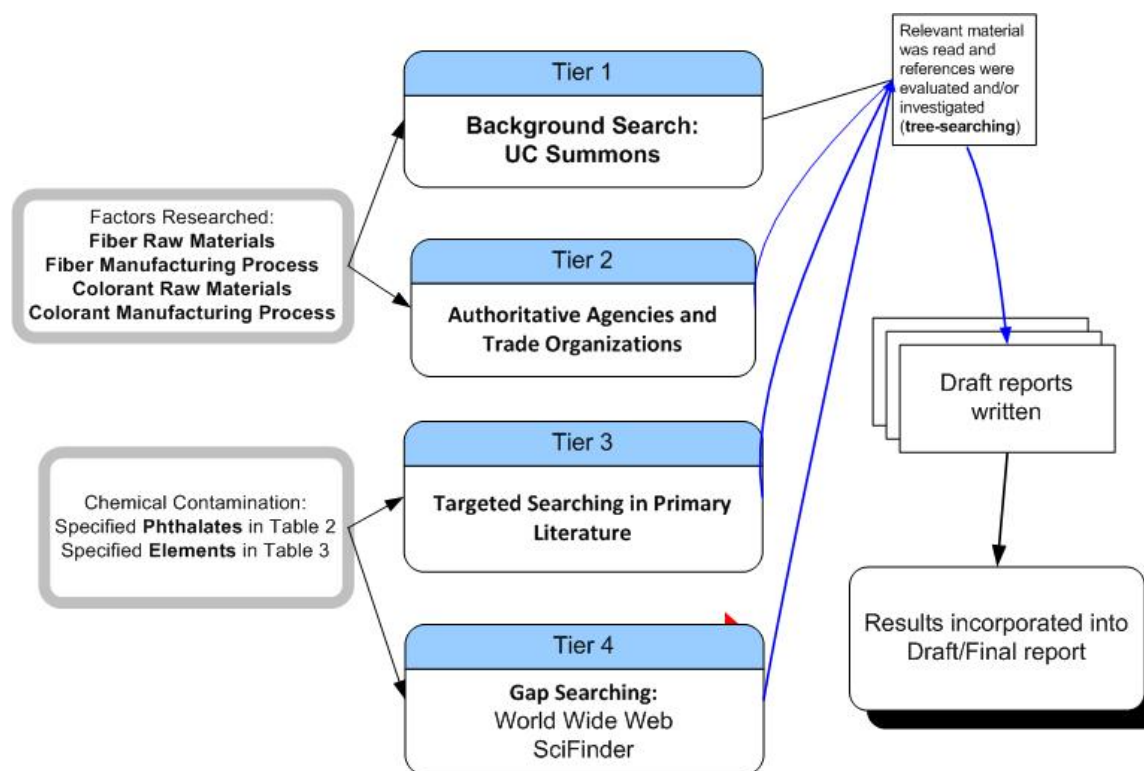 Factors Researched:
Fiber Raw Materials
Fiber Manufacturing Process
Colorant Raw Materials
Colorant Manufacturing Process
Chemical Contamination:
Specified Phthalates in Table 2
Specified Elements in Table 3
Tier 1
Background Search:
UC Summons
Tier 2
Authoritative Agencies and
Trade Organizations
Tier 3
Targeted Searching in Primary
Literature
Tier 4
Gap Searching:
World Wide Web
SciFinder
Relevant material
was read and
references were
evaluated and/or
investigated
(tree-searching)
Draft reports
written
Results incorporated into
Draft/Final report